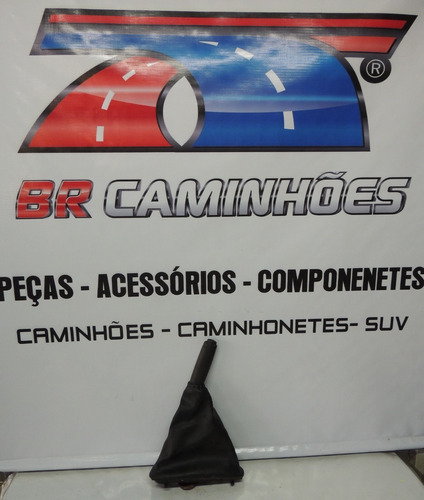 ®
BR CAMINHÕES
PEÇAS - ACESSÓRIOS - COMPONENETES
CAMINHÕES - CAMINHONETES- SUV